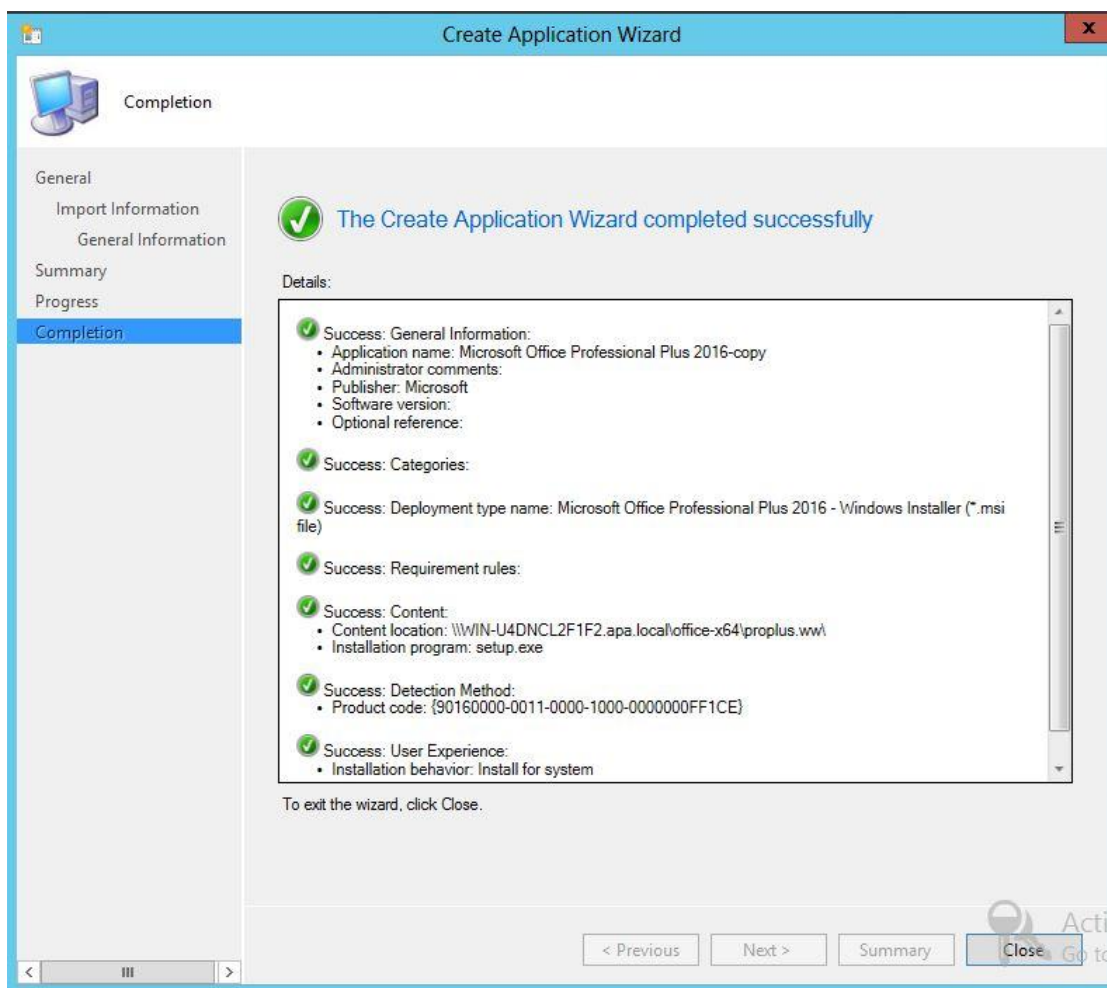 Create Application Wizard
x
Completion
General
Import Information
General Information
Summary
Progress
Completion
The Create Application Wizard completed successfully
Details:
Success: General Information:
• Application name: Microsoft Office Professional Plus 2016-copy
• Administrator comments:
• Publisher: Microsoft
• Software version:
• Optional reference:
Success: Categories:
Success: Deployment type name: Microsoft Office Professional Plus 2016 - Windows Installer (*.msi
file)
Success: Requirement rules:
Success: Content:
• Content location: \\WIN-U4DNCL2F1F2.apa.local\office-x64\proplus.ww\
• Installation program: setup.exe
Success: Detection Method:
• Product code: {90160000-0011-0000-1000-0000000FF1CE}
Success: User Experience:
• Installation behavior: Install for system
To exit the wizard, click Close.
< Previous
Next >
Summary
Close
Acti
Go to